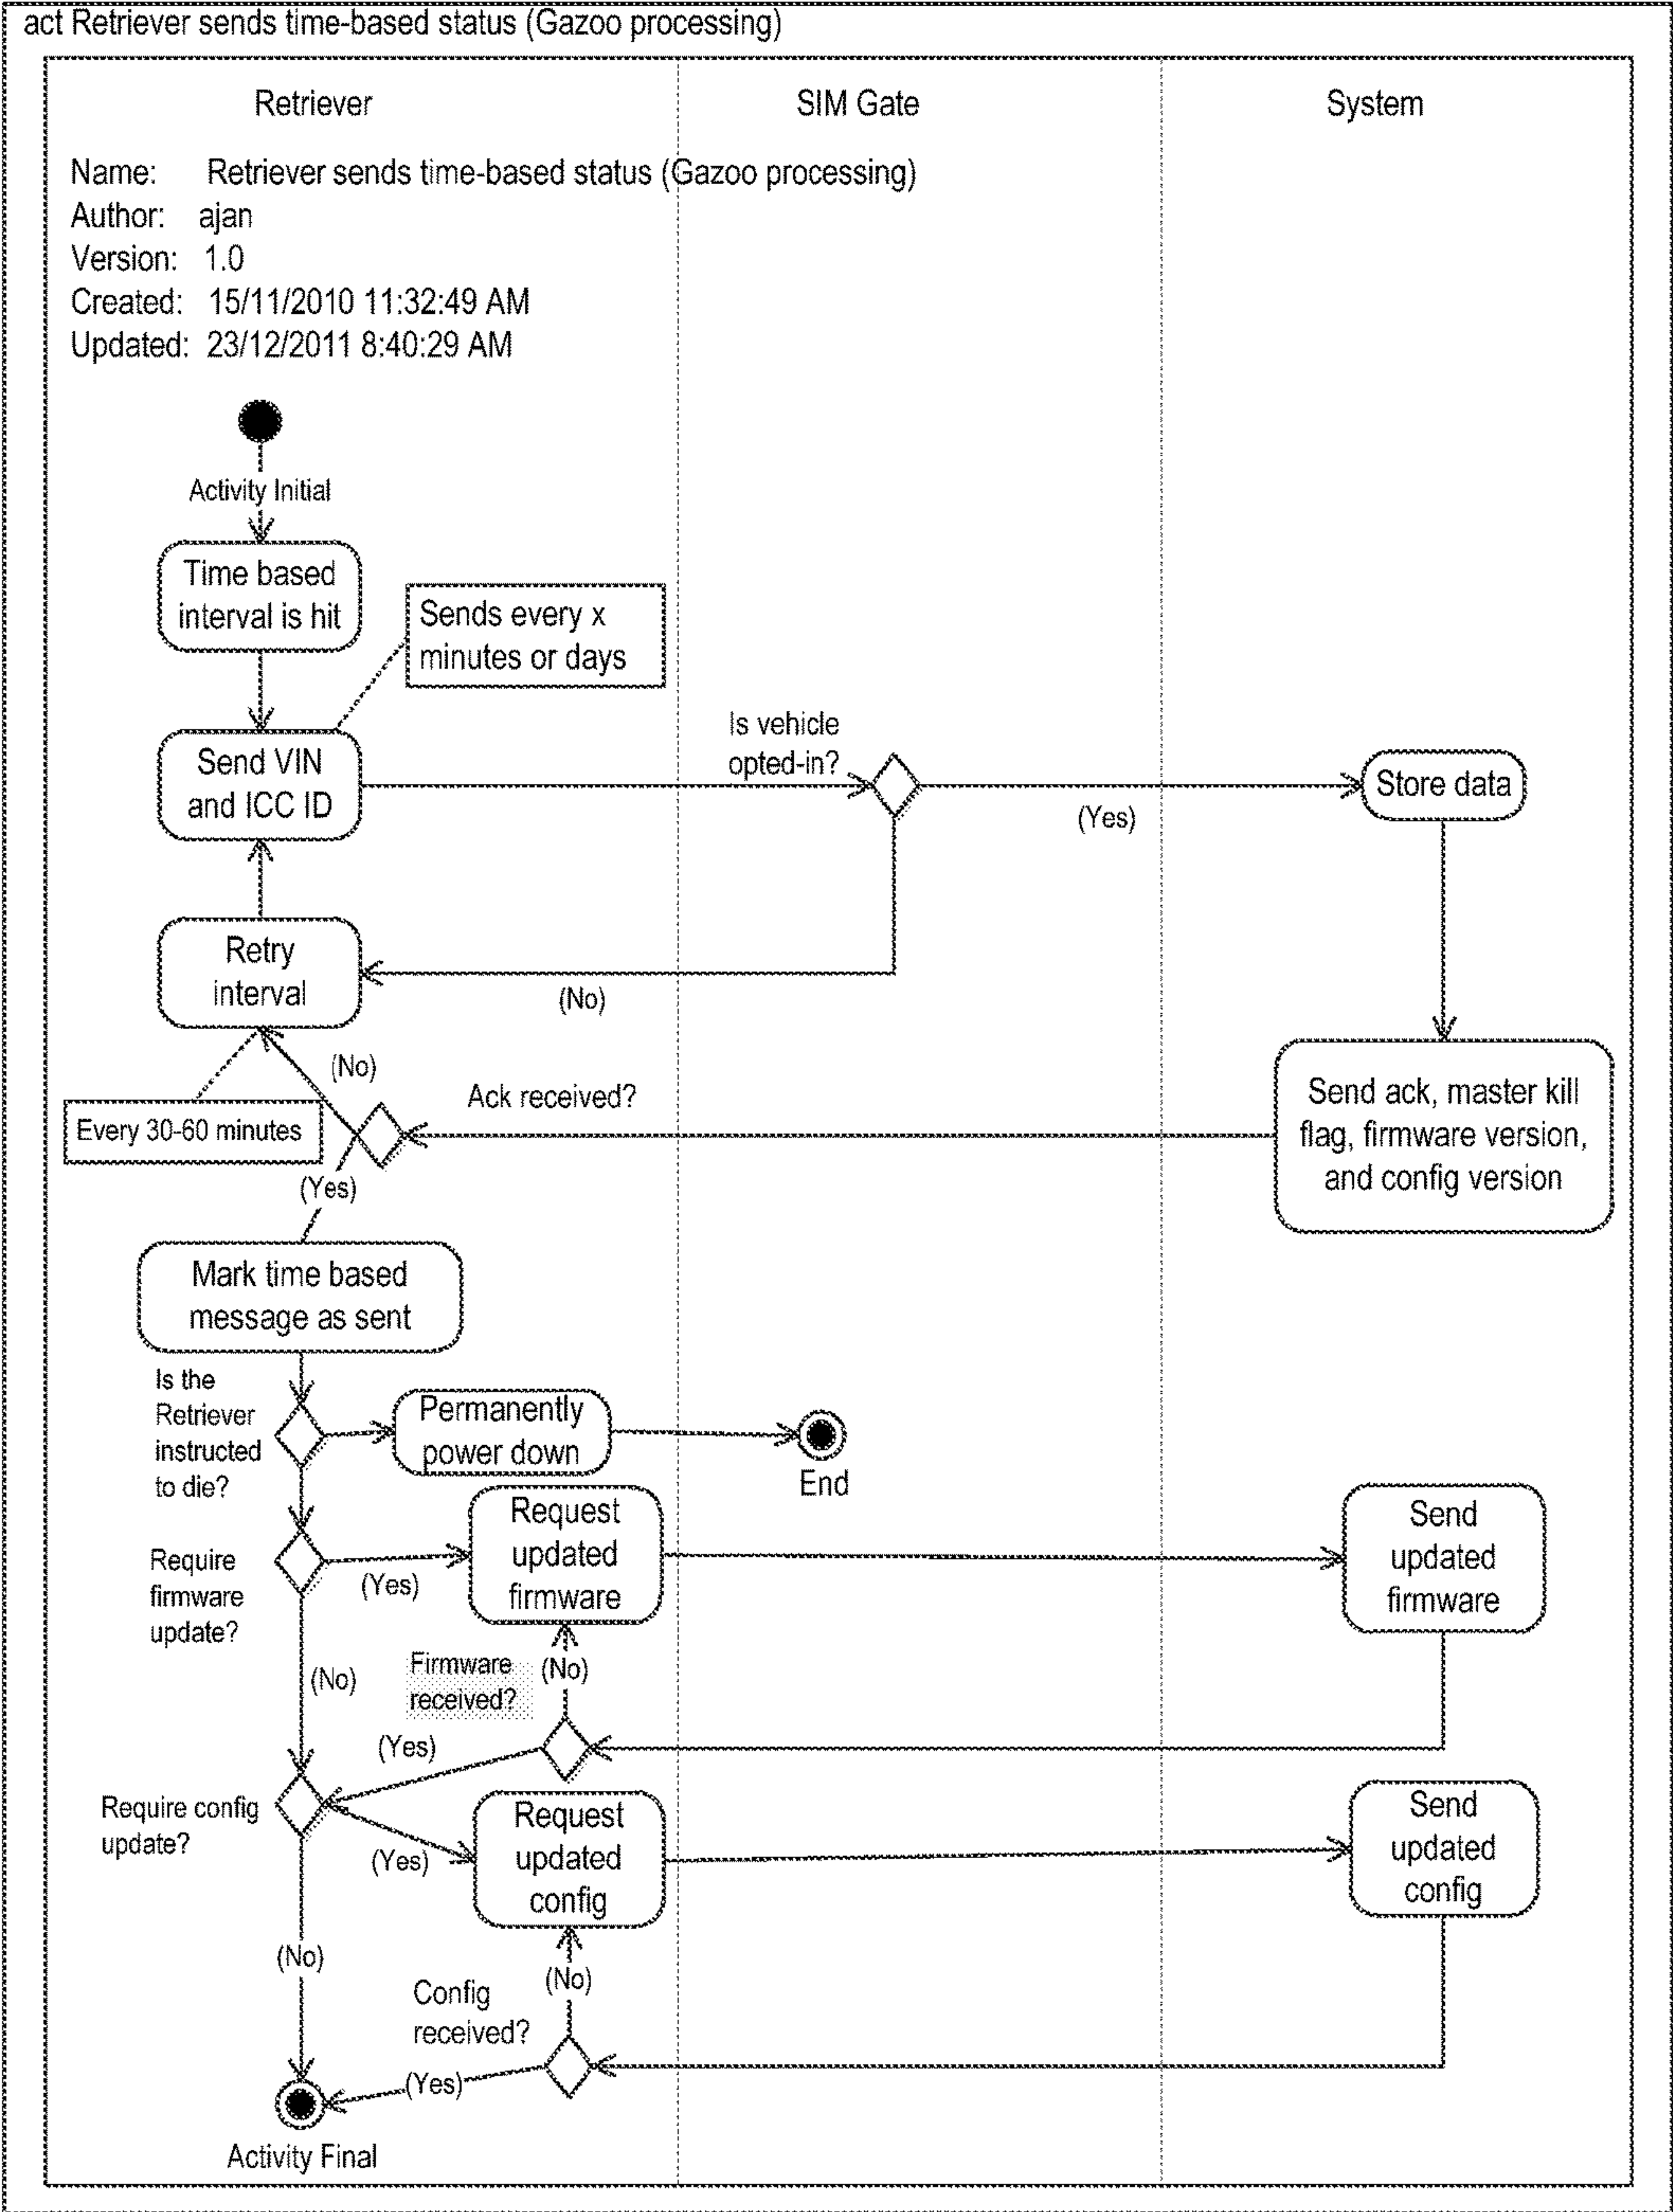 act Retriever sends time-based status (Gazoo processing)
Retriever
SIM Gate
System
Name: Retriever sends time-based status (Gazoo processing)
Author: ajan
Version: 1.0
Created: 15/11/2010 11:32:49 AM
Updated: 23/12/2011 8:40:29 AM
Activity Initial
Time based
interval is hit
Sends every x
minutes or days
Send VIN
and ICC ID
Is vehicle
opted-in?
(Yes)
Store data
Retry
interval
(No)
(No)
Every 30-60 minutes
Ack received?
Send ack, master kill
flag, firmware version,
and config version
(Yes)
Mark time based
message as sent
Is the
Retriever
instructed
to die?
Permanently
power down
End
Require
firmware
update?
(Yes)
Request
updated
firmware
Send
updated
firmware
(No)
Firmware
received?
(No)
(Yes)
Require config
update?
(Yes)
Request
updated
config
Send
updated
config
(No)
Config
received?
(No)
(Yes)
Activity Final